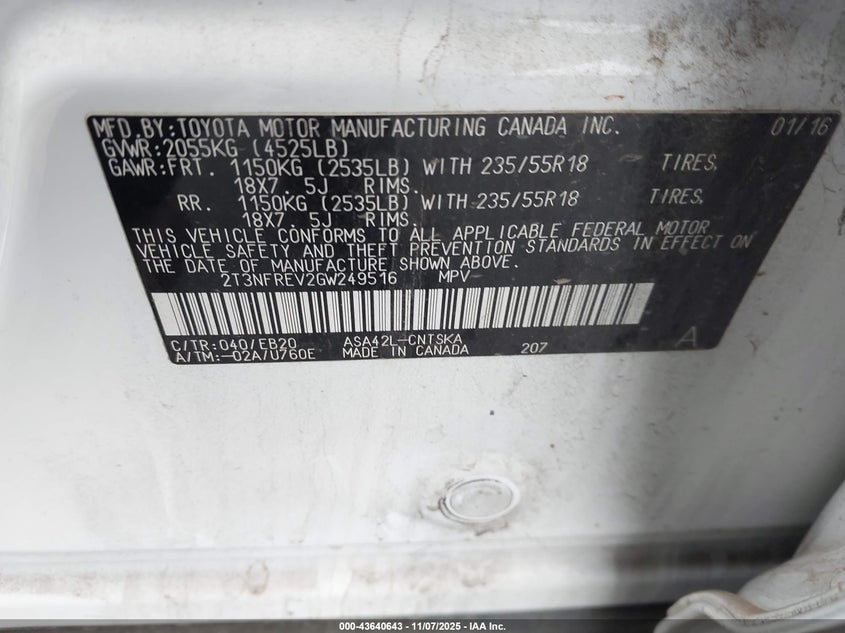 MFD.BY:TOYOTA MOTOR MANUFACTURING CANADA INC. 01/16
GVWR:2055KG (4525LB)
GAWR:FRT. 1150KG (2535LB) WITH 235/55R18 TIRES,
18X7. 5J RIMS.
RR. 1150KG (2535LB) WITH 235/55R18 TIRES,
18X7. 5J RIMS.
THIS VEHICLE CONFORMS TO ALL APPLICABLE FEDERAL MOTOR
VEHICLE SAFETY AND THEFT PREVENTION STANDARDS IN EFFECT ON
THE DATE OF MANUFACTURE SHOWN ABOVE.
2T3NFREV2GW249516 MPV
C/TR:040/EB20 ASA42L-CNTSKA
A/TM:-02A/U760E MADE IN CANADA 207 A
000-43640643 - 11/07/2025 - IAA Inc.